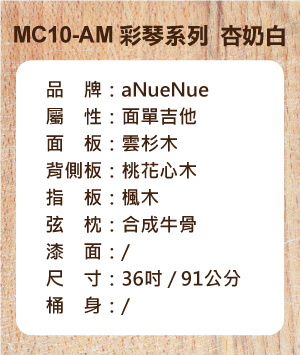 MC10-AM 彩琴系列 杏奶白
品　牌：aNueNue
屬　性：面單吉他
面　板：雲杉木
背側板：桃花心木
指　板：楓木
弦　枕：合成牛骨
漆　面：/
尺　寸：36吋 / 91公分
桶　身：/